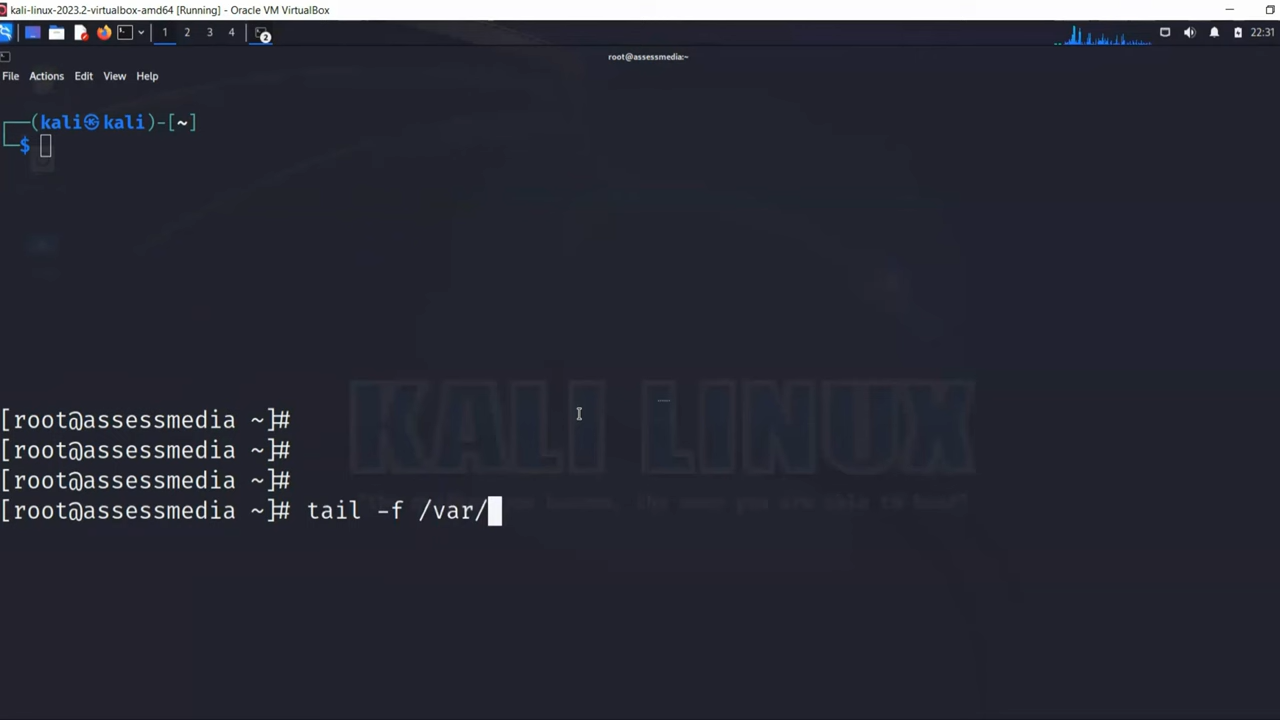 kali-linux-2023.2-virtualbox-amd64 [Running] - Oracle VM VirtualBox
1 2 3 4 2 22:31
root@assessmedia:~
File Actions Edit View Help
┌──(kali㉿kali)-[~]
└─$
KALI LINUX
[root@assessmedia ~]#
[root@assessmedia ~]#
[root@assessmedia ~]#
[root@assessmedia ~]# tail -f /var/